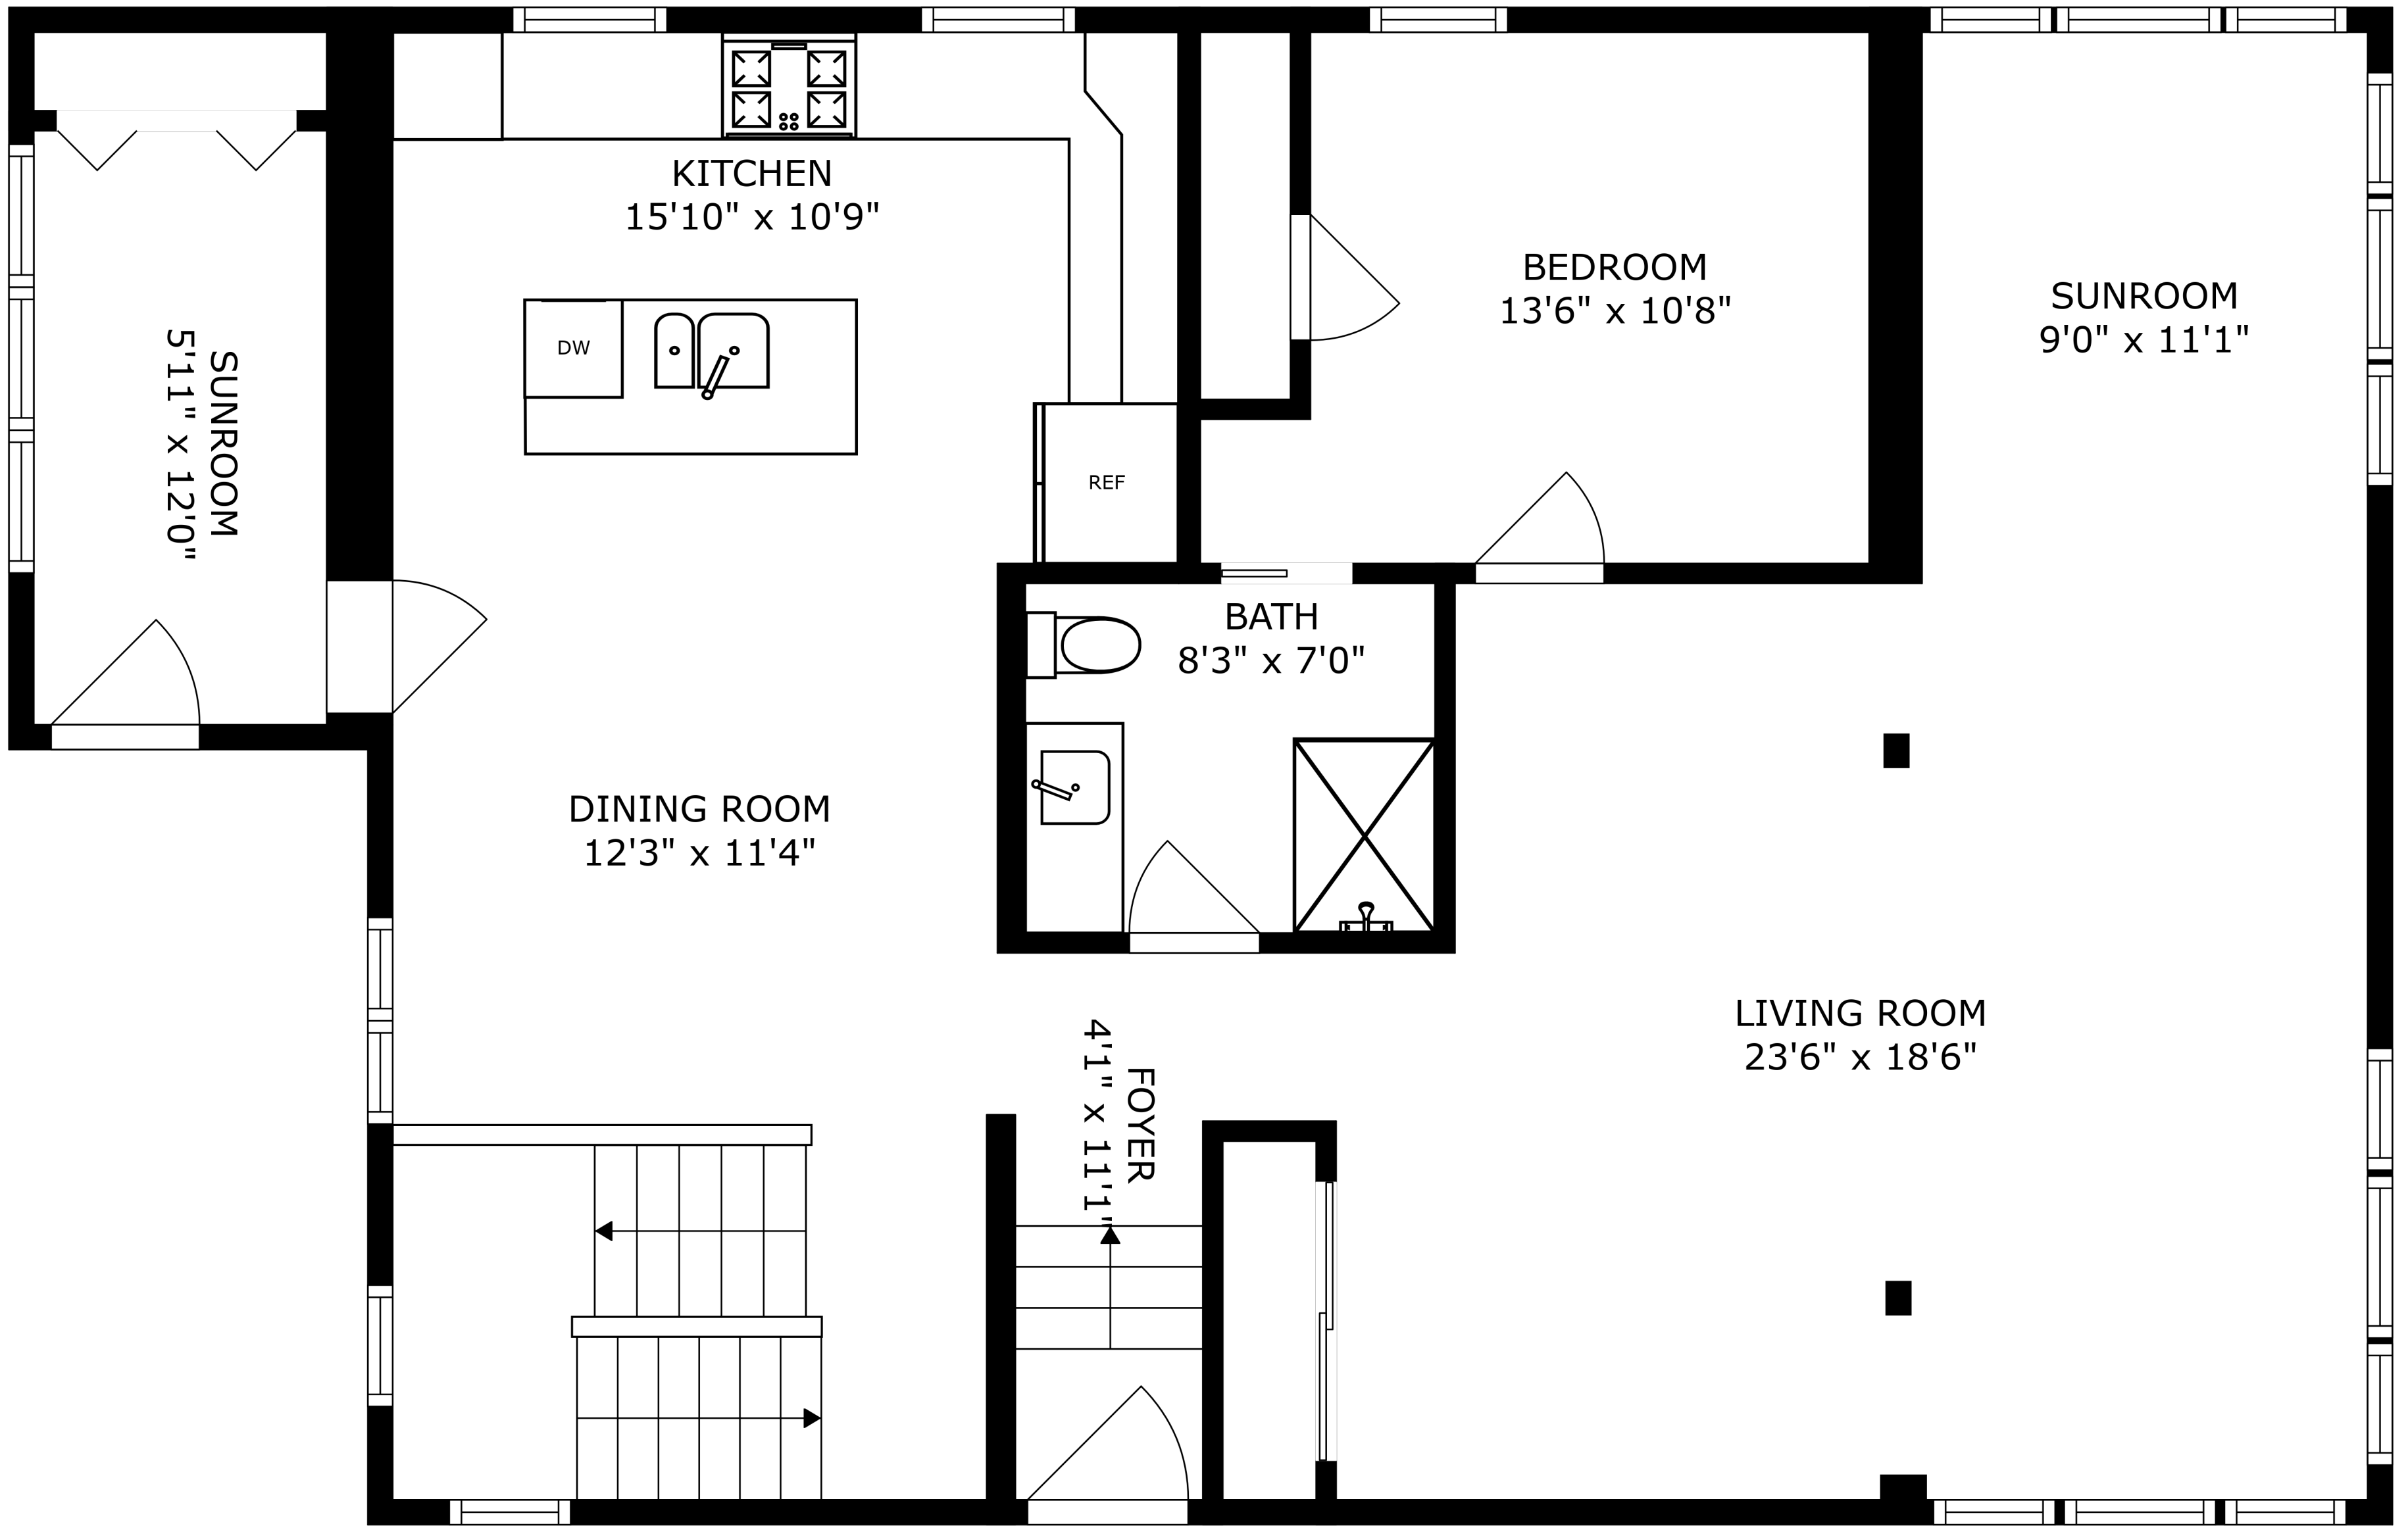 KITCHEN
15'10" x 10'9"
BEDROOM
13'6" x 10'8"
SUNROOM
9'0" x 11'1"
SUNROOM
5'11" x 12'0"
DW
REF
BATH
8'3" x 7'0"
DINING ROOM
12'3" x 11'4"
LIVING ROOM
23'6" x 18'6"
FOYER
4'1" x 11'1"